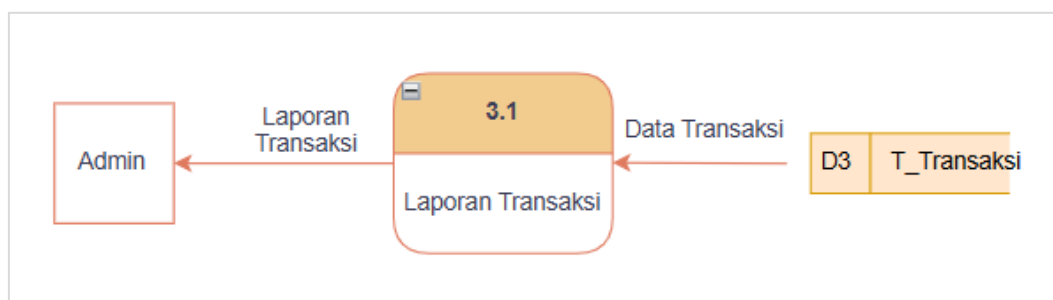 Admin
Laporan
Transaksi
3.1
Laporan Transaksi
Data Transaksi
D3
T_Transaksi